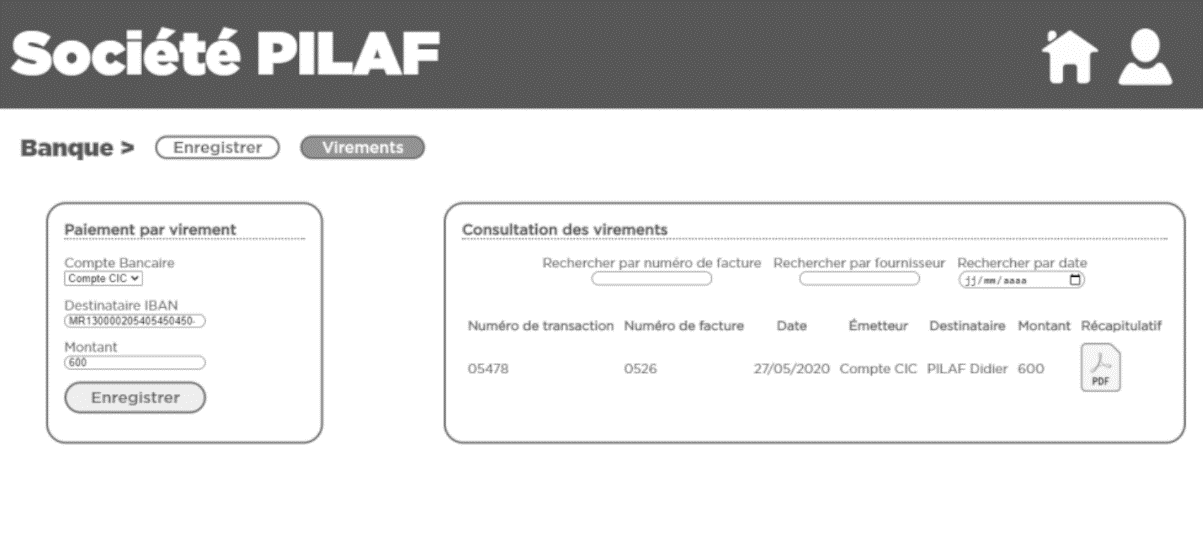 Société PILAF
Banque > Enregistrer Virements
Paiement par virement
Compte Bancaire
Compte CIC
Destinataire IBAN
MR130000205405450450-
Montant
600
Enregistrer
Consultation des virements
Rechercher par numéro de facture Rechercher par fournisseur Rechercher par date
jj/mm/aaaa
Numéro de transaction Numéro de facture Date Émetteur Destinataire Montant Récapitulatif
05478 0526 27/05/2020 Compte CIC PILAF Didier 600
PDF